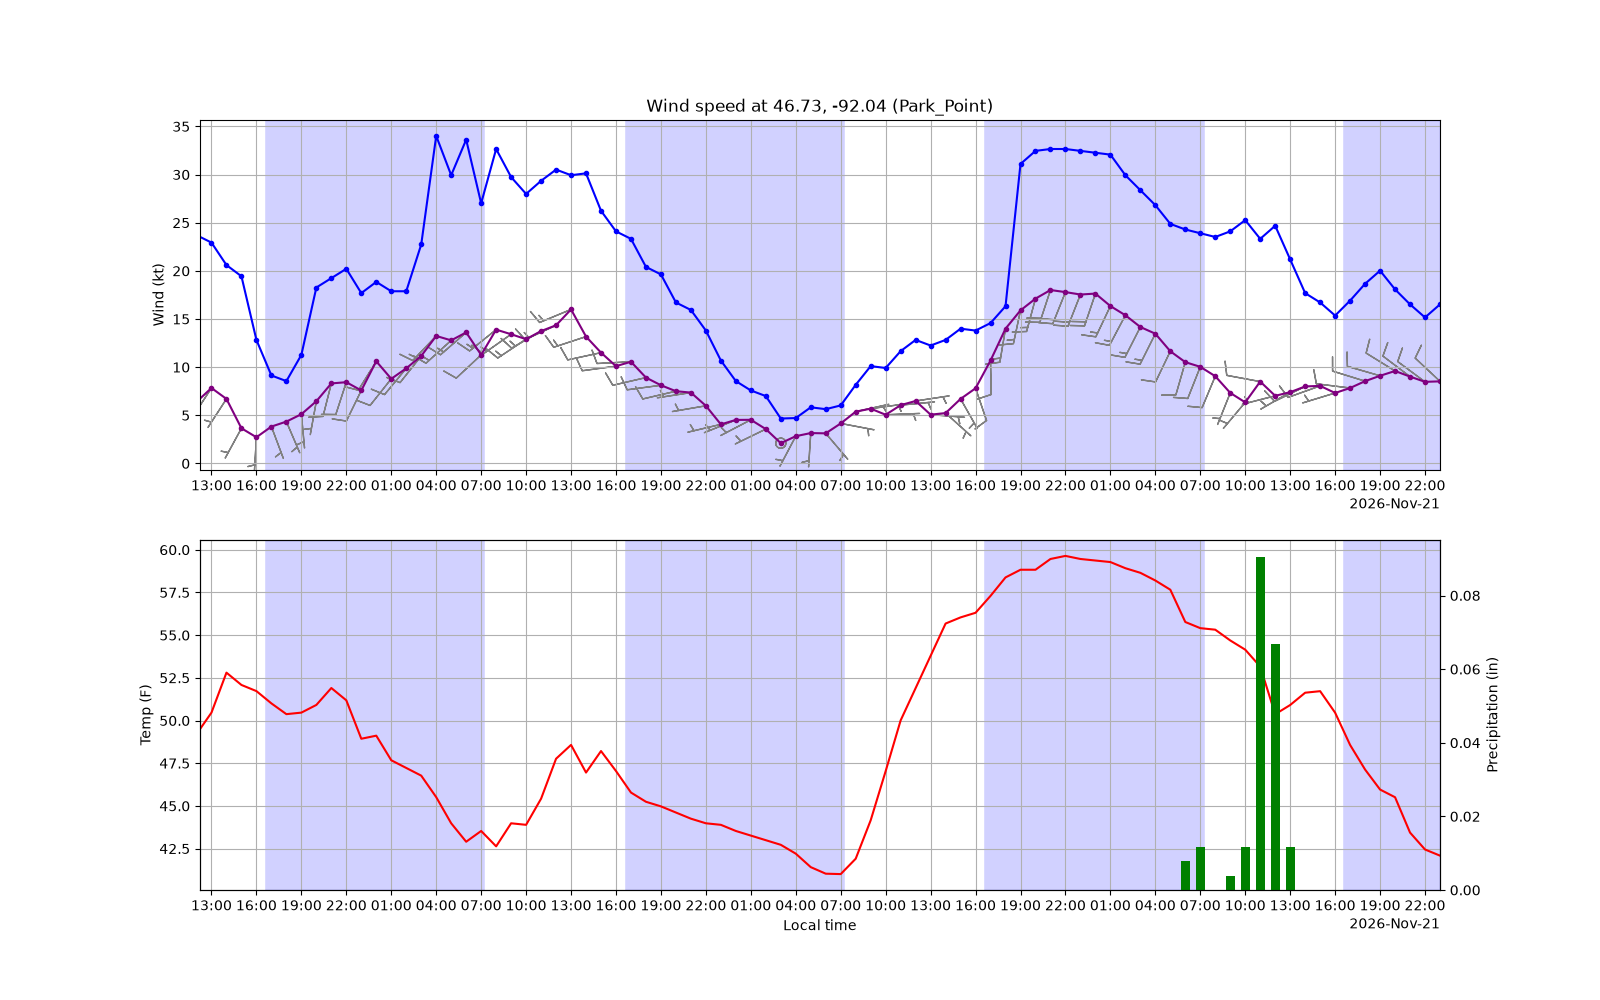 Wind speed at 46.73, -92.04 (Park_Point)
35
30
25
20
15
10
5
0
Wind (kt)
13:00 16:00 19:00 22:00 01:00 04:00 07:00 10:00 13:00 16:00 19:00 22:00 01:00 04:00 07:00 10:00 13:00 16:00 19:00 22:00 01:00 04:00 07:00 10:00 13:00 16:00 19:00 22:00
2026-Nov-21
60.0
57.5
55.0
52.5
50.0
47.5
45.0
42.5
Temp (F)
0.08
0.06
0.04
0.02
0.00
Precipitation (in)
13:00 16:00 19:00 22:00 01:00 04:00 07:00 10:00 13:00 16:00 19:00 22:00 01:00 04:00 07:00 10:00 13:00 16:00 19:00 22:00 01:00 04:00 07:00 10:00 13:00 16:00 19:00 22:00
Local time
2026-Nov-21